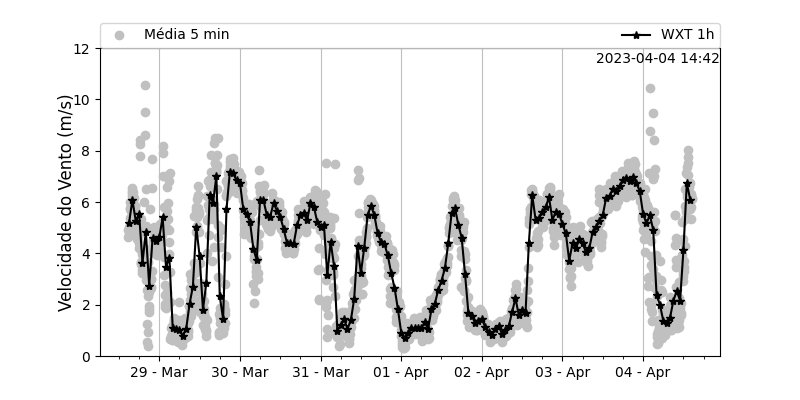 Média 5 min
WXT 1h
2023-04-04 14:42
Velocidade do Vento (m/s)
12
10
8
6
4
2
0
29 - Mar
30 - Mar
31 - Mar
01 - Apr
02 - Apr
03 - Apr
04 - Apr